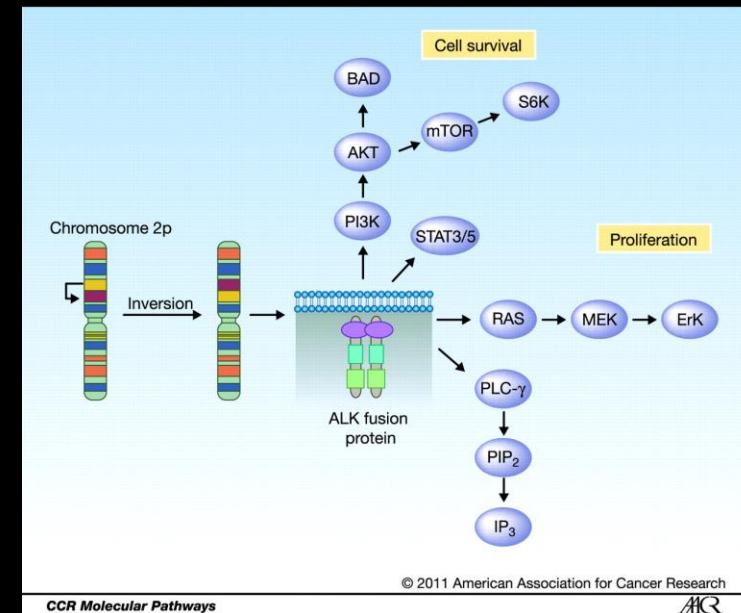 Cell survival
BAD
S6K
mTOR
AKT
Chromosome 2p
PI3K
STAT3/5
Proliferation
Inversion
RAS
MEK
ErK
PLC-γ
ALK fusion
protein
PIP₂
IP₃
© 2011 American Association for Cancer Research
CCR Molecular Pathways
AACR